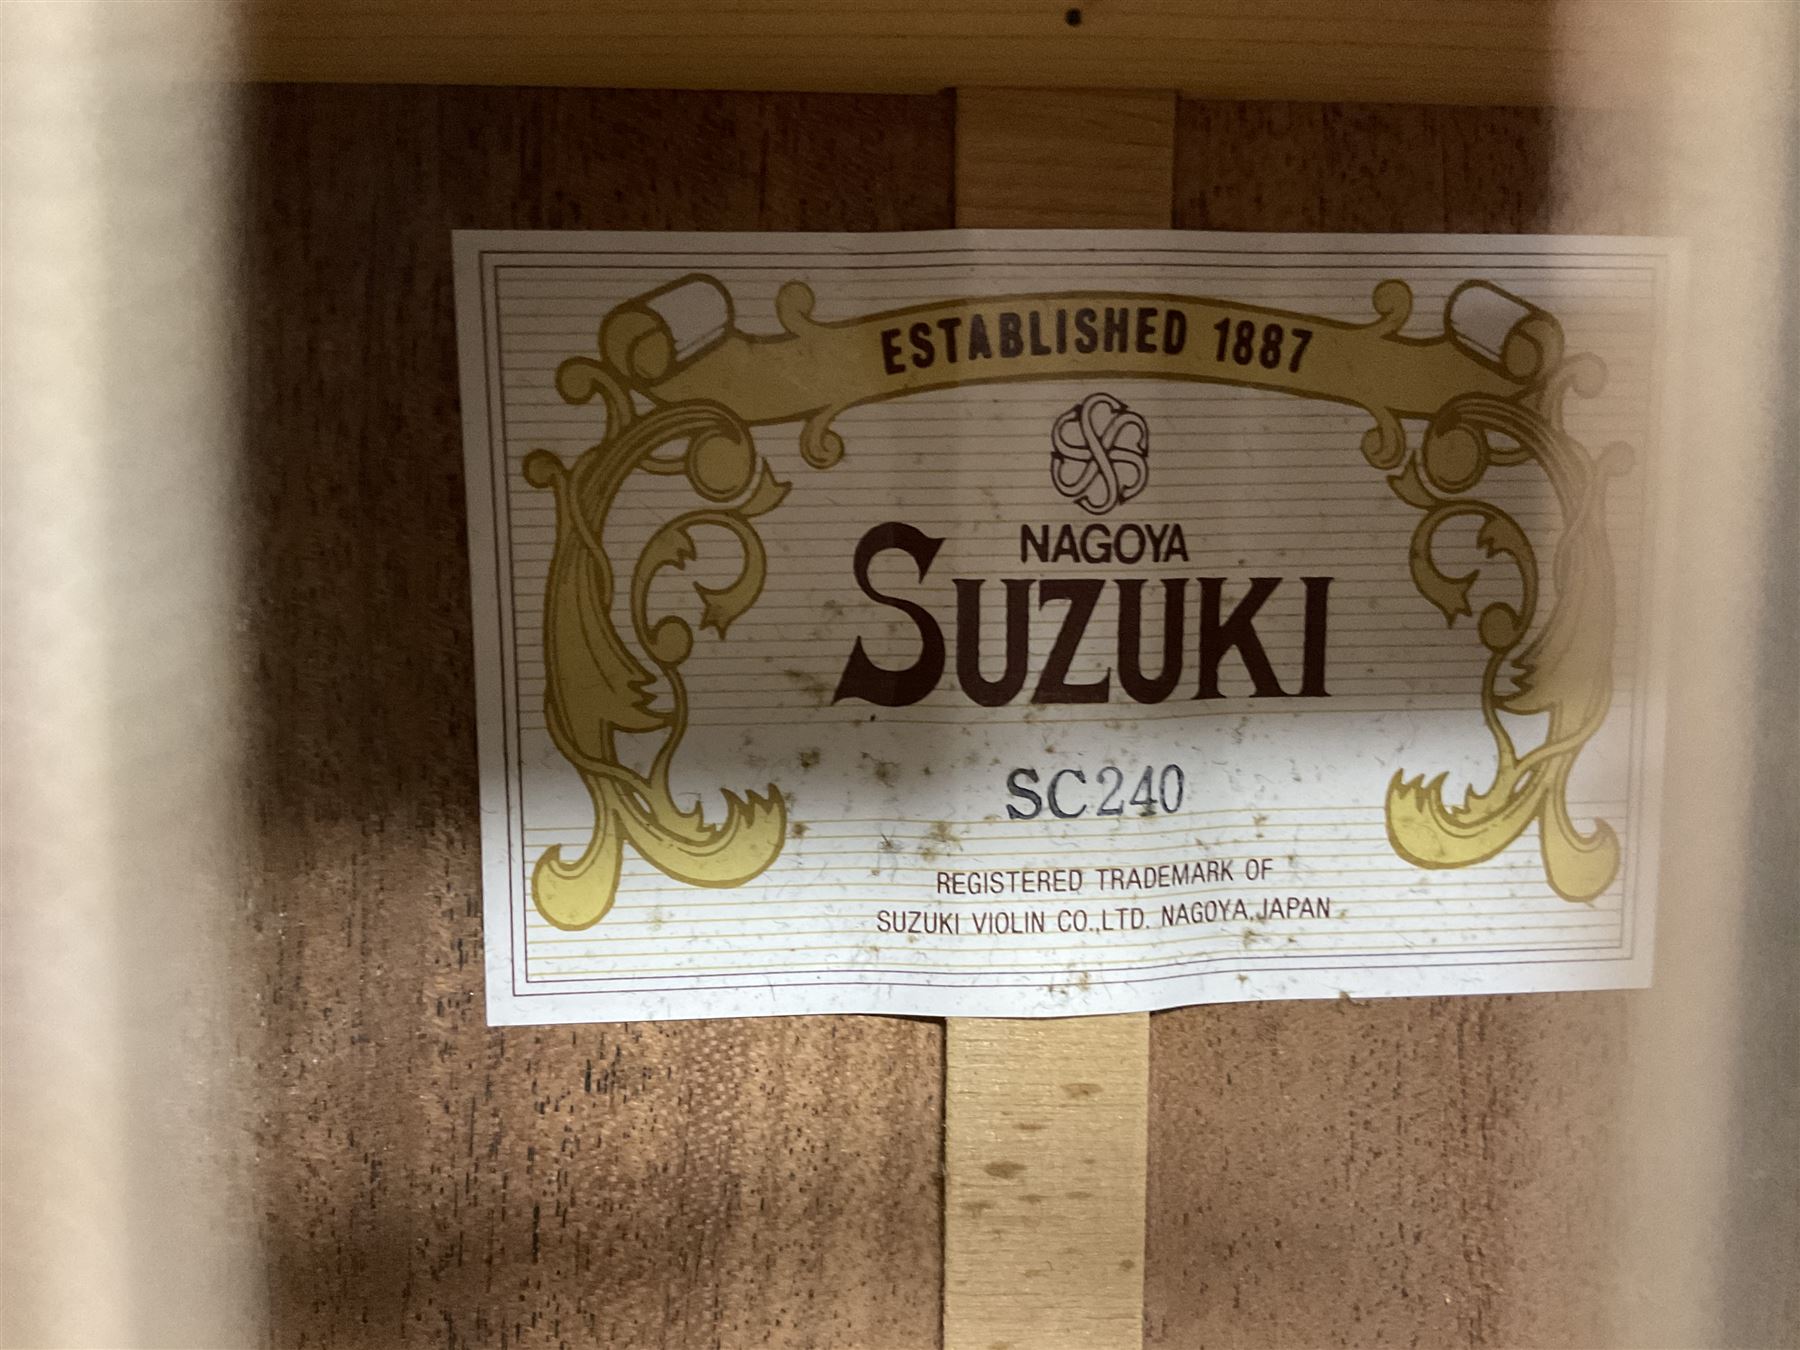 ESTABLISHED 1887
NAGOYA
SUZUKI
SC240
REGISTERED TRADEMARK OF
SUZUKI VIOLIN CO.,LTD. NAGOYA,JAPAN